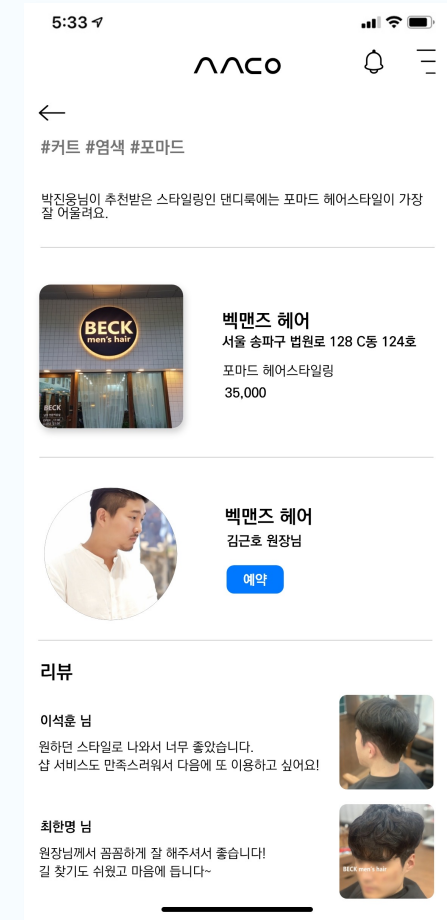 5:33
ΛΛCO
#커트 #염색 #포마드
박진웅님이 추천받은 스타일링인 댄디룩에는 포마드 헤어스타일이 가장
잘 어울려요.
BECK
men's hair
BECK
벡맨즈 헤어
서울 송파구 법원로 128 C동 124호
포마드 헤어스타일링
35,000
벡맨즈 헤어
김근호 원장님
예약
리뷰
이석훈 님
원하던 스타일로 나와서 너무 좋았습니다.
샵 서비스도 만족스러워서 다음에 또 이용하고 싶어요!
최한명 님
원장님께서 꼼꼼하게 잘 해주셔서 좋습니다!
길 찾기도 쉬웠고 마음에 듭니다~
BECK men's hair